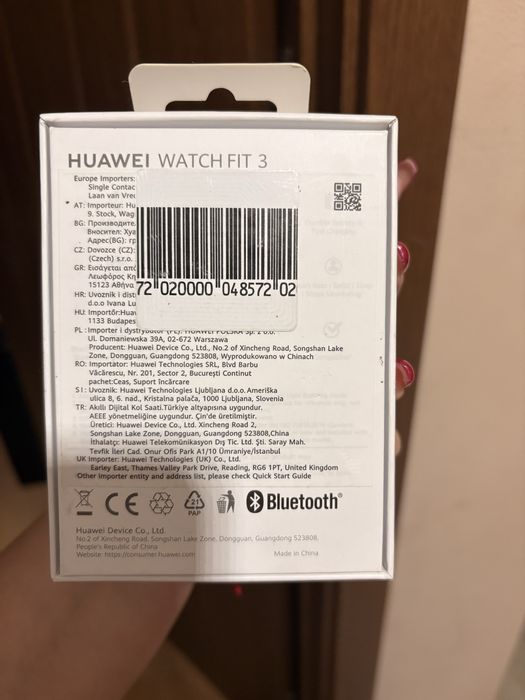 HUAWEI WATCH FIT 3
Europe Importers:
Single Contac
Laan van Vre
AT: Importeur: Hu
9. Stock, Wag
BG: Производите
Вносител: Хуа
Адрес(BG): гр
CZ: Dovozce (CZ):
(Czech) s.r.o.
GR: Εισάγεται από
Λεωφόρος Κη
15123 Αθήνα
HR: Uvoznik i dist
d.o.o Ivana Lu
HU: Importőr:Huaw
1133 Budapes
72 020000 048572 02
PL: Importer i dystrybutor (PL): HUAWEI POLSKA Sp. z o.o.
Ul. Domaniewska 39A, 02-672 Warszawa
Producent: Huawei Device Co., Ltd., No.2 of Xincheng Road, Songshan Lake
Zone, Dongguan, Guangdong 523808, Wyprodukowano w Chinach
RO: Importator: Huawei Technologies SRL, Blvd Barbu
Văcărescu, Nr. 201, Sector 2, București Continut
pachet:Ceas, Suport încărcare
SI: Uvoznik: Huawei Technologies Ljubljana d.o.o. Ameriška
ulica 8, 6. nad., Kristalna palača, 1000 Ljubljana, Slovenia
TR: Akıllı Dijital Kol Saati.Türkiye altyapısına uygundur.
AEEE yönetmeliğine uygundur. Çin'de üretilmiştir.
Üretici: Huawei Device Co., Ltd. Xincheng Road 2,
Songshan Lake Zone, Dongguan, Guangdong 523808,China
İthalatçı: Huawei Telekomünikasyon Dış Tic. Ltd. Şti. Saray Mah.
Tevfik İleri Cad. Onur Ofis Park A1/10 Ümraniye/İstanbul
UK Importer: Huawei Technologies (UK) Co., Ltd.
Earley East, Thames Valley Park Drive, Reading, RG6 1PT, United Kingdom
Other importer entity and address list, please check Quick Start Guide
CE
21
PAP
Bluetooth®
Huawei Device Co., Ltd.
No.2 of Xincheng Road, Songshan Lake Zone, Dongguan, Guangdong 523808,
People's Republic of China
Website: https://consumer.huawei.com
Made in China